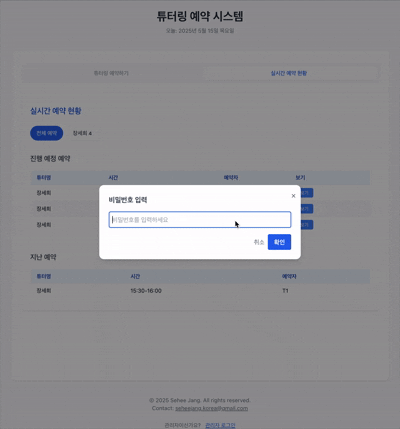 튜터링 예약 시스템
오늘, 2025년 5월 15일 목요일
튜터링 예약하기 실시간 예약 현황
실시간 예약 현황
전체 예약 장세희 4
진행 예정 예약
튜터명 시간 예약자 보기
장세희
장세희
장세희
비밀번호 입력 ×
비밀번호를 입력하세요
취소 확인
지난 예약
튜터명 시간 예약자
장세희 15:30-16:00 T1
© 2025 Sehee Jang. All rights reserved.
Contact: seheejang.korea@gmail.com
관리자이신가요? 관리자 로그인